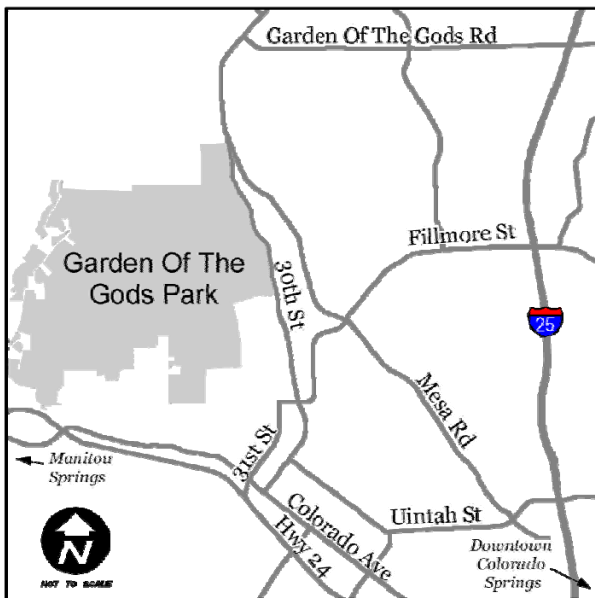 Garden Of The Gods Rd
Fillmore St
Garden Of The
Gods Park
30th St
25
Mesa Rd
31st St
Manitou
Springs
Colorado Ave
Uintah St
Hwy 24
Downtown
Colorado
Springs
N
NOT TO SCALE